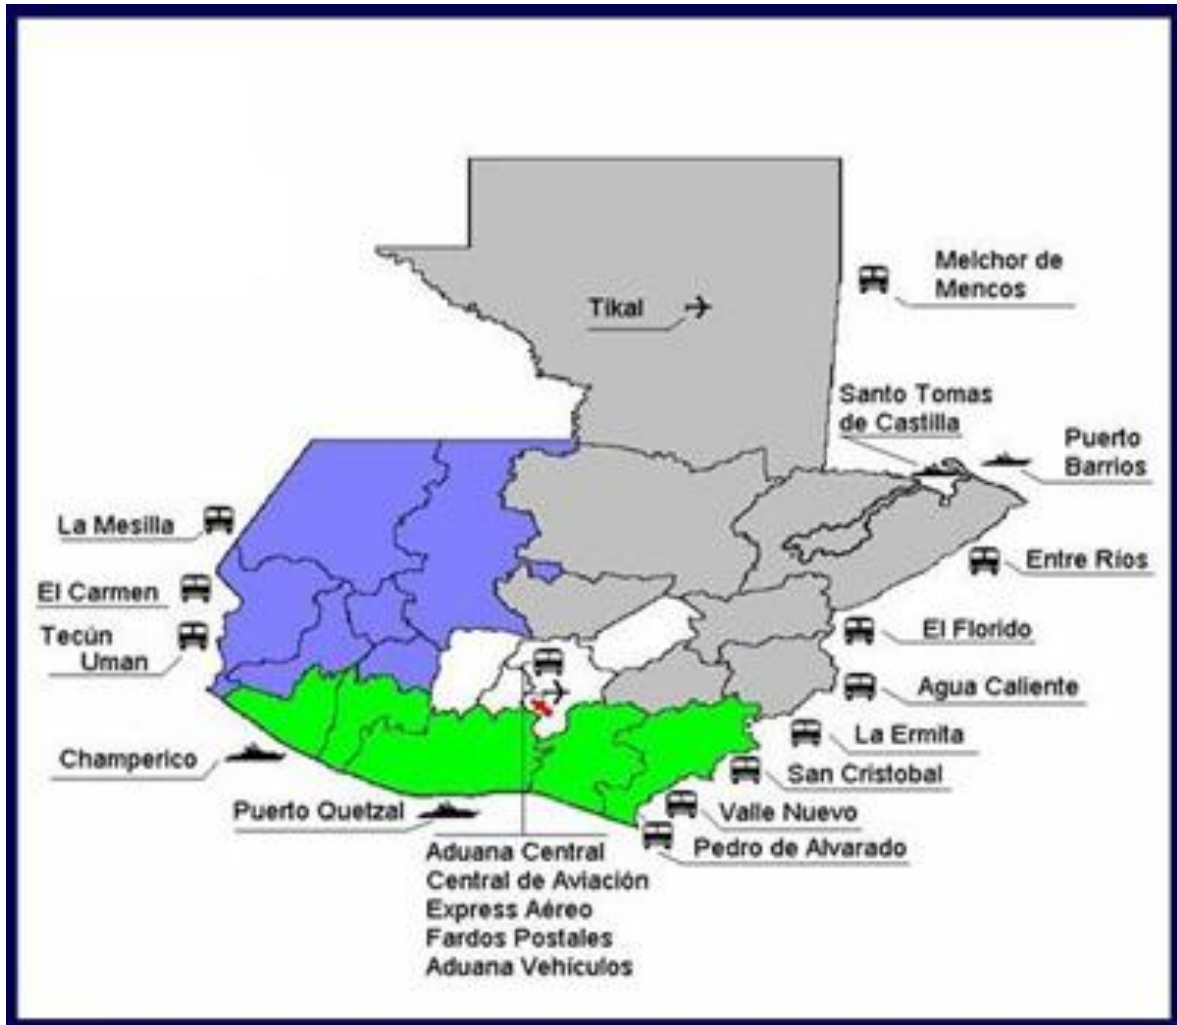 Melchor de
Mencos
Tikal
Santo Tomas
de Castilla
Puerto
Barrios
La Mesilla
El Carmen
Entre Ríos
Tecún
Uman
El Florido
Agua Caliente
La Ermita
Champerico
San Cristobal
Puerto Quetzal
Valle Nuevo
Pedro de Alvarado
Aduana Central
Central de Aviación
Express Aéreo
Fardos Postales
Aduana Vehículos